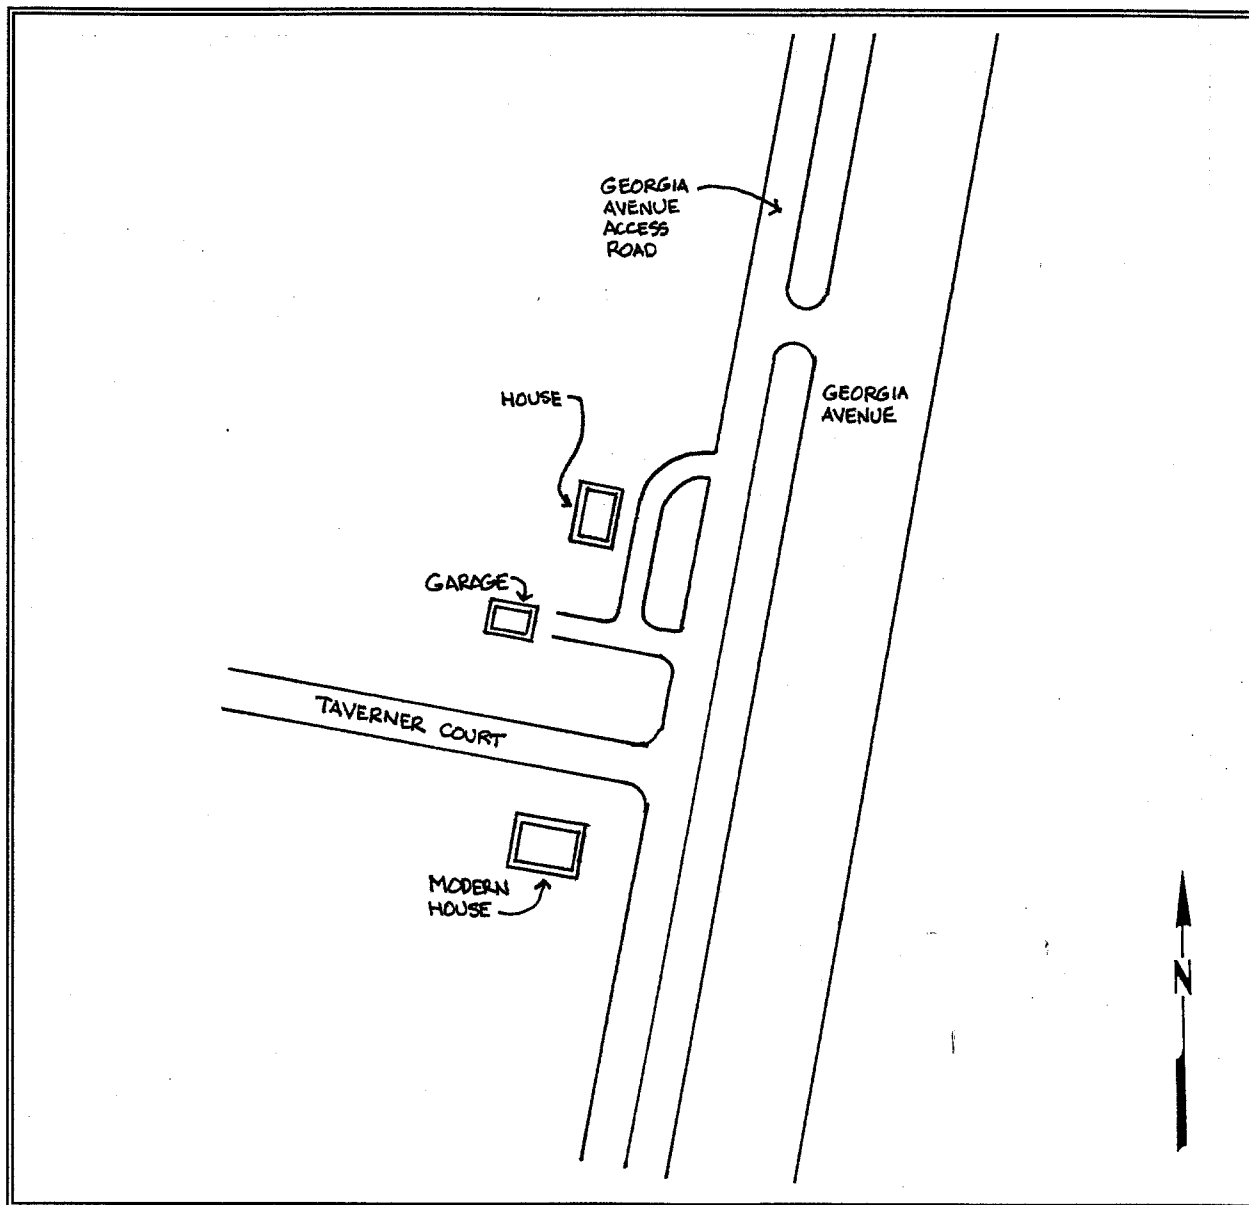 GEORGIA
AVENUE
ACCESS
ROAD
HOUSE
GEORGIA
AVENUE
GARAGE
TAVERNER COURT
MODERN
HOUSE
N